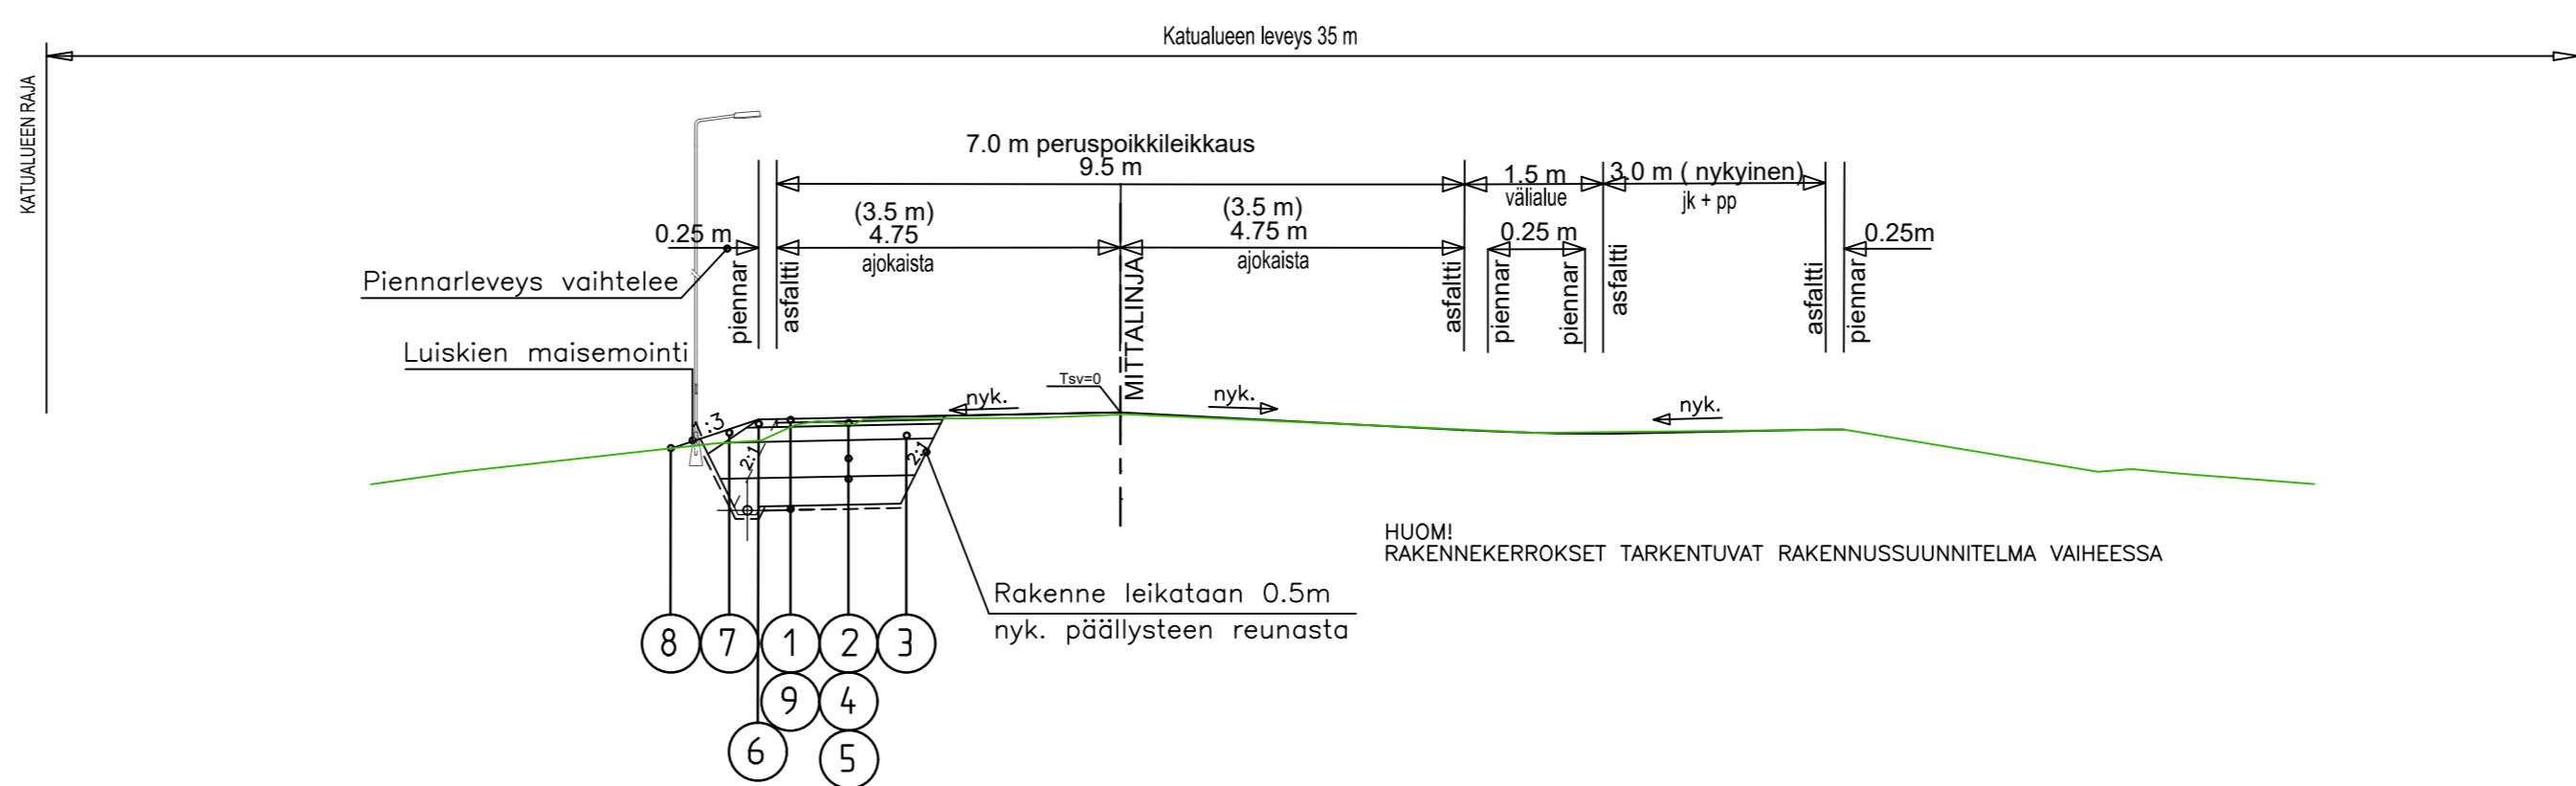 Katualueen leveys 35 m
KATUALUEEN RAJA
7.0 m peruspoikkileikkaus
9.5 m
1.5 m
välialue
3.0 m ( nykyinen)
jk + pp
(3.5 m)
4.75
ajokaista
(3.5 m)
4.75 m
ajokaista
0.25 m
0.25 m
0.25m
Piennarleveys vaihtelee
piennar
asfaltti
MITTALINJA
asfaltti
piennar
piennar
asfaltti
asfaltti
piennar
Luiskien maisemointi
Tsv=0
nyk.
nyk.
nyk.
1:3
2:1
2:1
HUOM!
RAKENNEKERROKSET TARKENTUVAT RAKENNUSSUUNNITELMA VAIHEESSA
Rakenne leikataan 0.5m
nyk. päällysteen reunasta
8 7 1 2 3
9 4
6 5